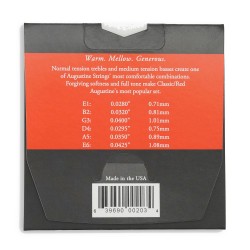 Warm. Mellow. Generous.
Normal tension trebles and medium tension basses create one
of Augustine Strings' most comfortable combinations.
Forgiving softness and full tone make Classic/Red
Augustine's most popular set.
E1: 0.0280" 0.71mm
B2: 0.0320" 0.81mm
G3: 0.0400" 1.01mm
D4: 0.0295" 0.75mm
A5: 0.0350" 0.89mm
E6: 0.0425" 1.08mm
Made in the USA